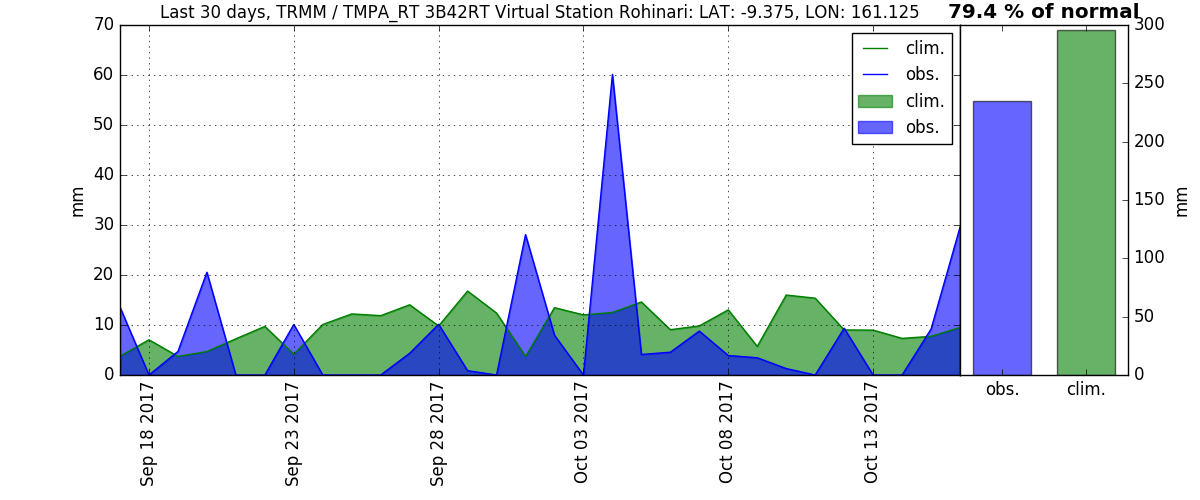 Last 30 days, TRMM / TMPA_RT 3B42RT Virtual Station Rohinari: LAT: -9.375, LON: 161.125
79.4 % of normal
70
60
50
40
30
20
10
0
mm
clim.
obs.
clim.
obs.
Sep 18 2017
Sep 23 2017
Sep 28 2017
Oct 03 2017
Oct 08 2017
Oct 13 2017
300
250
200
150
100
50
0
mm
obs.
clim.